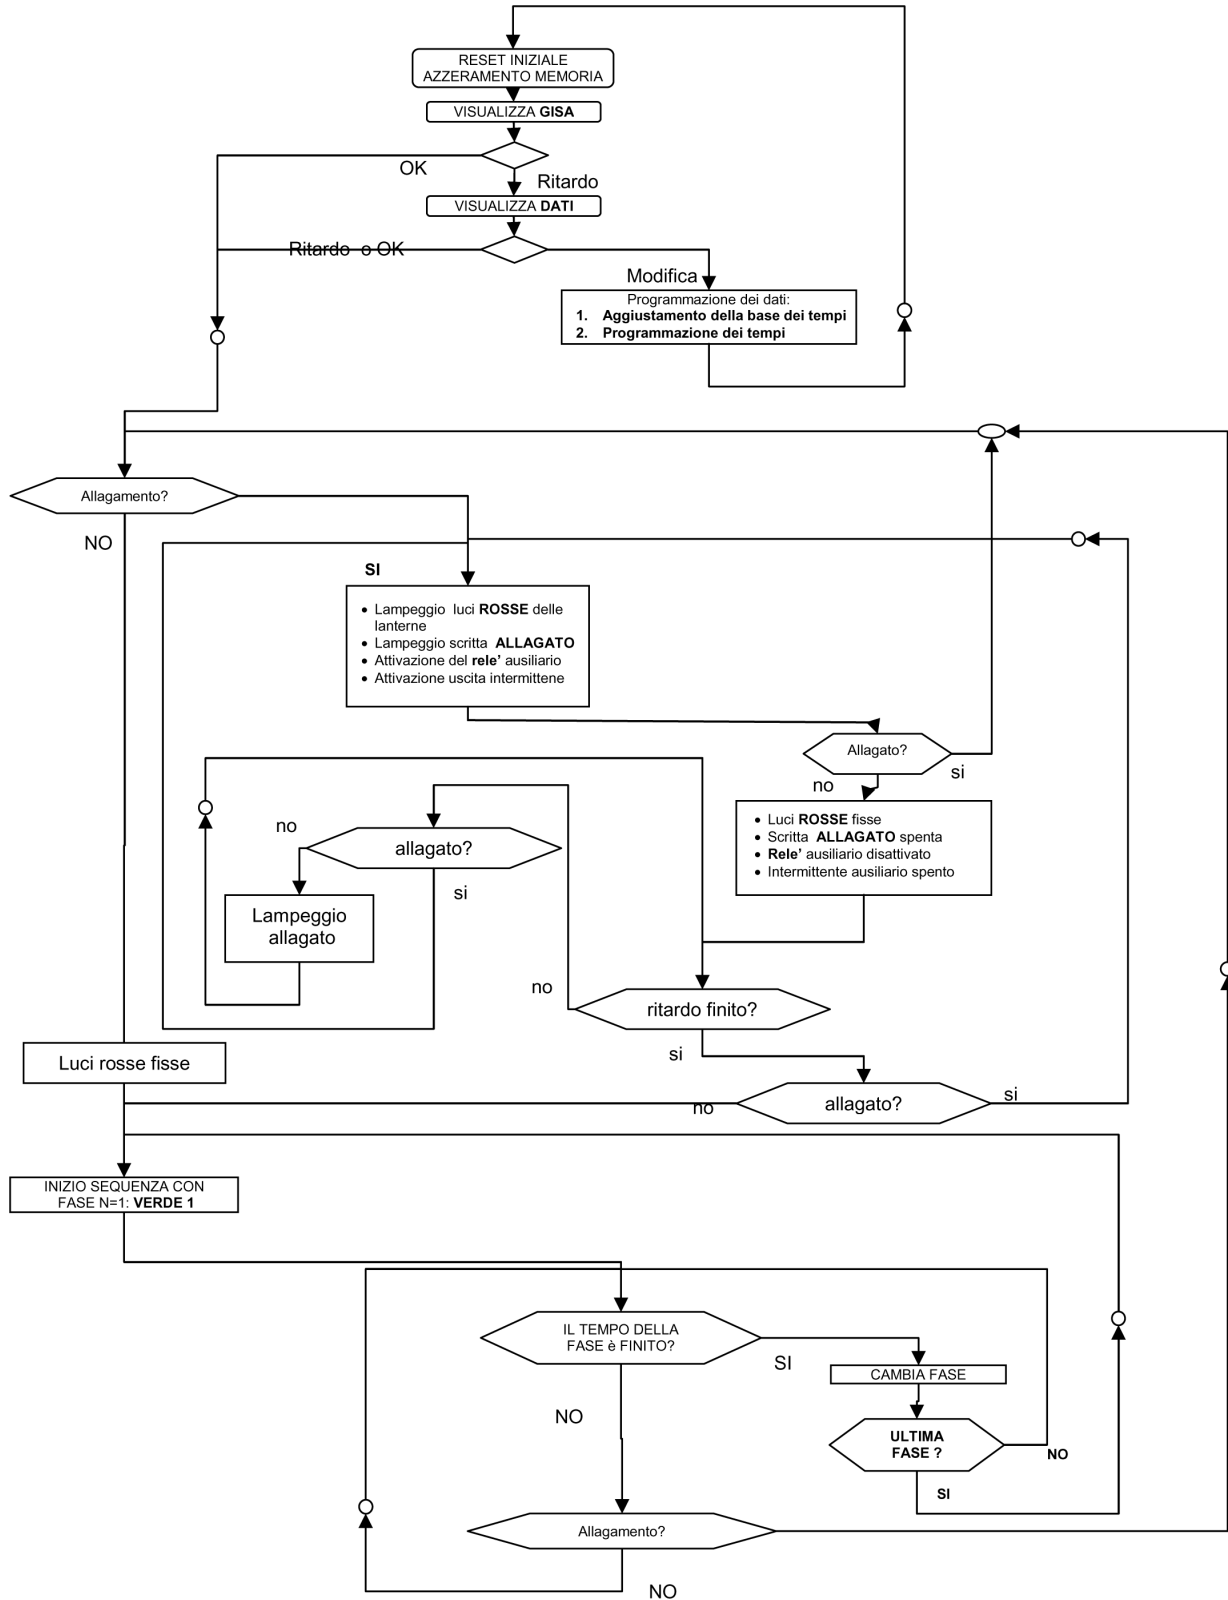 RESET INIZIALE
AZZERAMENTO MEMORIA
VISUALIZZA GISA
OK
Ritardo
VISUALIZZA DATI
Ritardo o OK
Modifica
Programmazione dei dati:
1. Aggiustamento della base dei tempi
2. Programmazione dei tempi
Allagamento?
NO
SI
• Lampeggio luci ROSSE delle
lanterne
• Lampeggio scritta ALLAGATO
• Attivazione del rele’ ausiliario
• Attivazione uscita intermittene
Allagato?
si
no
• Luci ROSSE fisse
• Scritta ALLAGATO spenta
• Rele’ ausiliario disattivato
• Intermittente ausiliario spento
no
allagato?
si
Lampeggio
allagato
no
ritardo finito?
si
Luci rosse fisse
no
allagato?
si
INIZIO SEQUENZA CON
FASE N=1: VERDE 1
IL TEMPO DELLA
FASE è FINITO?
SI
CAMBIA FASE
NO
ULTIMA
FASE ?
NO
SI
Allagamento?
NO